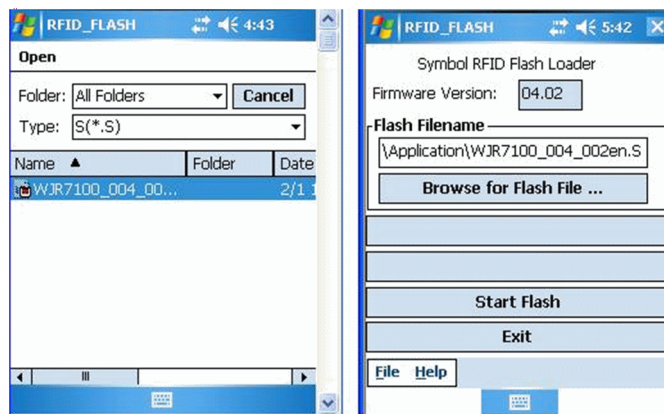 RFID_FLASH 4:43
Open
Folder: All Folders Cancel
Type: S(*.S)
Name Folder Date
WJR7100_004_00... 2/1
RFID_FLASH 5:42
Symbol RFID Flash Loader
Firmware Version: 04.02
Flash Filename
\Application\WJR7100_004_002en.S
Browse for Flash File ...
Start Flash
Exit
File Help